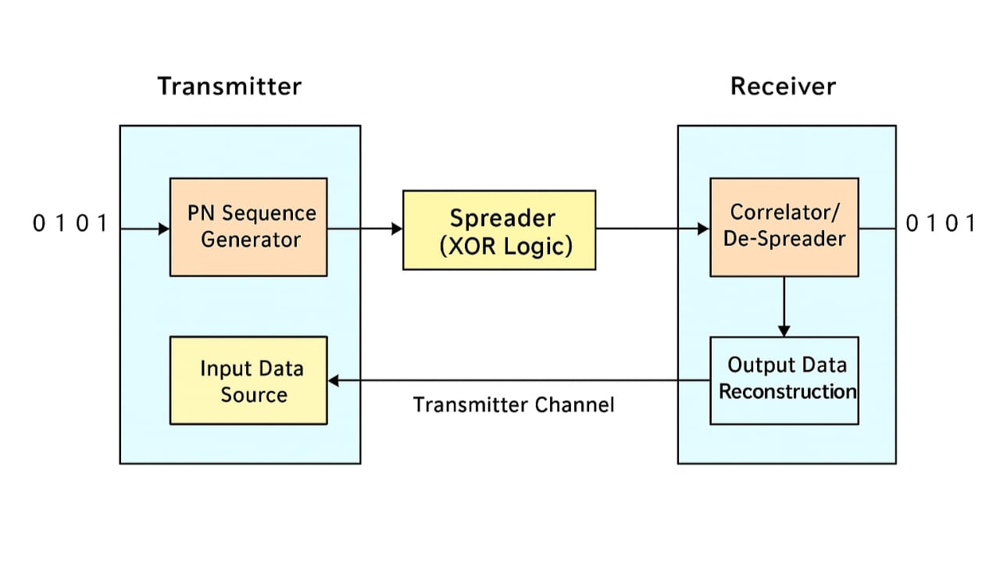 Transmitter
Receiver
0 1 0 1
PN Sequence
Generator
Spreader
(XOR Logic)
Correlator/
De-Spreader
0 1 0 1
Input Data
Source
Transmitter Channel
Output Data
Reconstruction